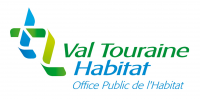 Val Touraine
Habitat
Office Public de l'Habitat